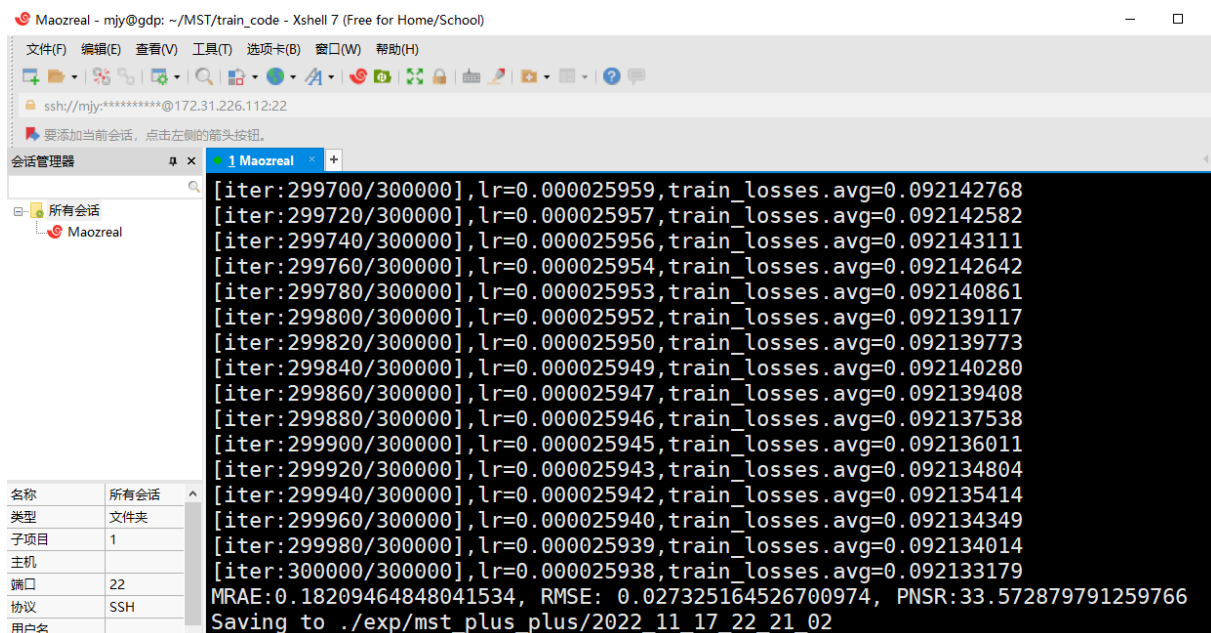 Maozreal - mjy@gdp: ~/MST/train_code - Xshell 7 (Free for Home/School)
文件(F) 编辑(E) 查看(V) 工具(T) 选项卡(B) 窗口(W) 帮助(H)
ssh://mjy:**********@172.31.226.112:22
要添加当前会话，点击左侧的箭头按钮。
会话管理器
1 Maozreal
所有会话
Maozreal
[iter:299700/300000],lr=0.000025959,train_losses.avg=0.092142768
[iter:299720/300000],lr=0.000025957,train_losses.avg=0.092142582
[iter:299740/300000],lr=0.000025956,train_losses.avg=0.092143111
[iter:299760/300000],lr=0.000025954,train_losses.avg=0.092142642
[iter:299780/300000],lr=0.000025953,train_losses.avg=0.092140861
[iter:299800/300000],lr=0.000025952,train_losses.avg=0.092139117
[iter:299820/300000],lr=0.000025950,train_losses.avg=0.092139773
[iter:299840/300000],lr=0.000025949,train_losses.avg=0.092140280
[iter:299860/300000],lr=0.000025947,train_losses.avg=0.092139408
[iter:299880/300000],lr=0.000025946,train_losses.avg=0.092137538
[iter:299900/300000],lr=0.000025945,train_losses.avg=0.092136011
[iter:299920/300000],lr=0.000025943,train_losses.avg=0.092134804
[iter:299940/300000],lr=0.000025942,train_losses.avg=0.092135414
[iter:299960/300000],lr=0.000025940,train_losses.avg=0.092134349
[iter:299980/300000],lr=0.000025939,train_losses.avg=0.092134014
[iter:300000/300000],lr=0.000025938,train_losses.avg=0.092133179
MRAE:0.18209464848041534, RMSE: 0.027325164526700974, PNSR:33.572879791259766
Saving to ./exp/mst_plus_plus/2022_11_17_22_21_02
名称 所有会话
类型 文件夹
子项目 1
主机
端口 22
协议 SSH
用户名